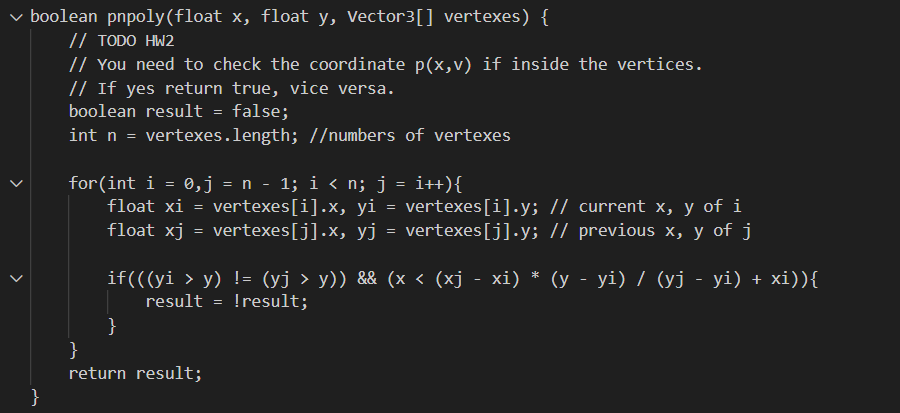 boolean pnpoly(float x, float y, Vector3[] vertexes) {
// TODO HW2
// You need to check the coordinate p(x,v) if inside the vertices.
// If yes return true, vice versa.
boolean result = false;
int n = vertexes.length; //numbers of vertexes
for(int i = 0,j = n - 1; i < n; j = i++){
float xi = vertexes[i].x, yi = vertexes[i].y; // current x, y of i
float xj = vertexes[j].x, yj = vertexes[j].y; // previous x, y of j
if(((yi > y) != (yj > y)) && (x < (xj - xi) * (y - yi) / (yj - yi) + xi)){
result = !result;
}
}
return result;
}